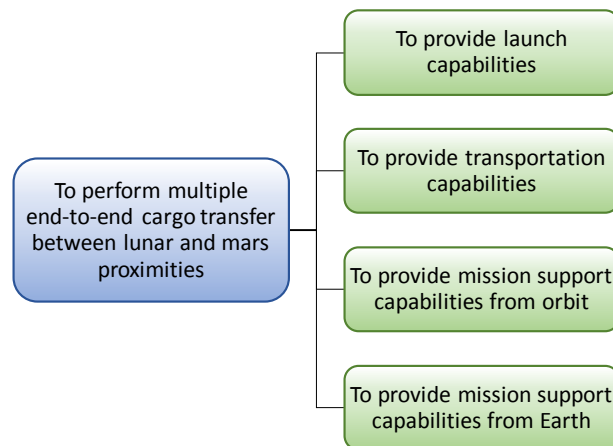 To provide launch
capabilities
To provide transportation
capabilities
To perform multiple
end-to-end cargo transfer
between lunar and mars
proximities
To provide mission support
capabilities from orbit
To provide mission support
capabilities from Earth